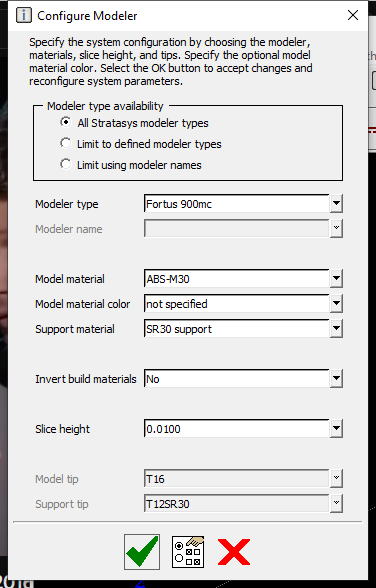 Configure Modeler
Specify the system configuration by choosing the modeler,
materials, slice height, and tips. Specify the optional model
material color. Select the OK button to accept changes and
reconfigure system parameters.
Modeler type availability
All Stratasys modeler types
Limit to defined modeler types
Limit using modeler names
Modeler type Fortus 900mc
Modeler name
Model material ABS-M30
Model material color not specified
Support material SR30 support
Invert build materials No
Slice height 0.0100
Model tip T16
Support tip T12SR30